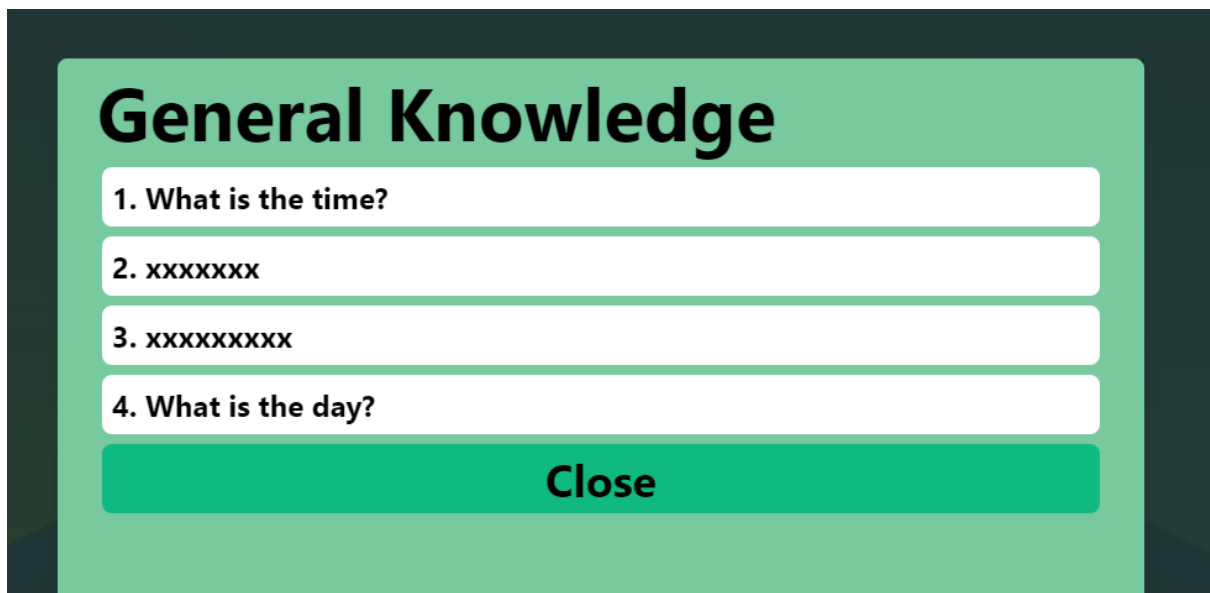 General Knowledge
1. What is the time?
2. xxxxxxx
3. xxxxxxxxx
4. What is the day?
Close